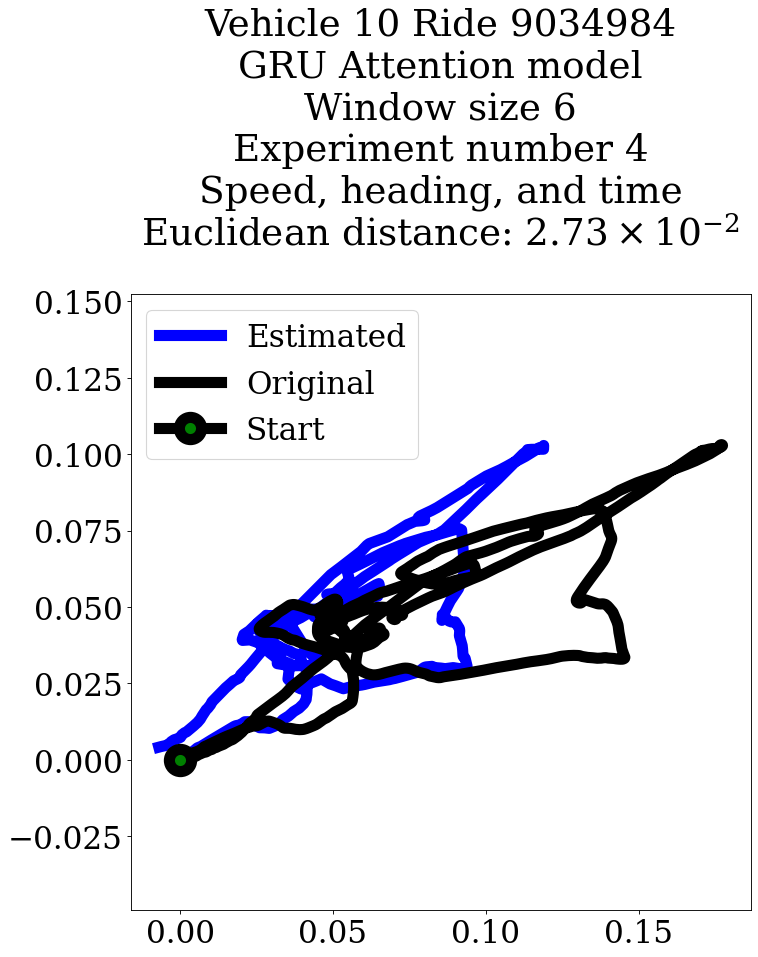 Vehicle 10 Ride 9034984
GRU Attention model
Window size 6
Experiment number 4
Speed, heading, and time
Euclidean distance: 2.73 × 10⁻²
0.150
Estimated
0.125
Original
0.100
Start
0.075
0.050
0.025
0.000
−0.025
0.00 0.05 0.10 0.15